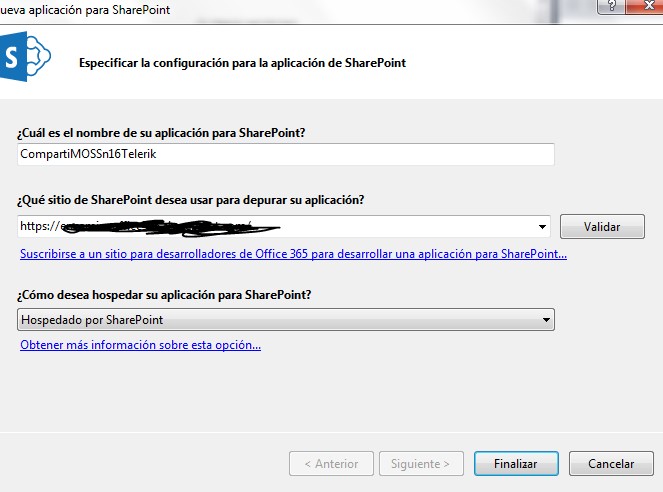 ueva aplicación para SharePoint
?
X
S
Especificar la configuración para la aplicación de SharePoint
¿Cuál es el nombre de su aplicación para SharePoint?
CompartiMOSSn16Telerik
¿Qué sitio de SharePoint desea usar para depurar su aplicación?
https://
Validar
Suscribirse a un sitio para desarrolladores de Office 365 para desarrollar una aplicación para SharePoint...
¿Cómo desea hospedar su aplicación para SharePoint?
Hospedado por SharePoint
Obtener más información sobre esta opción...
< Anterior
Siguiente >
Finalizar
Cancelar